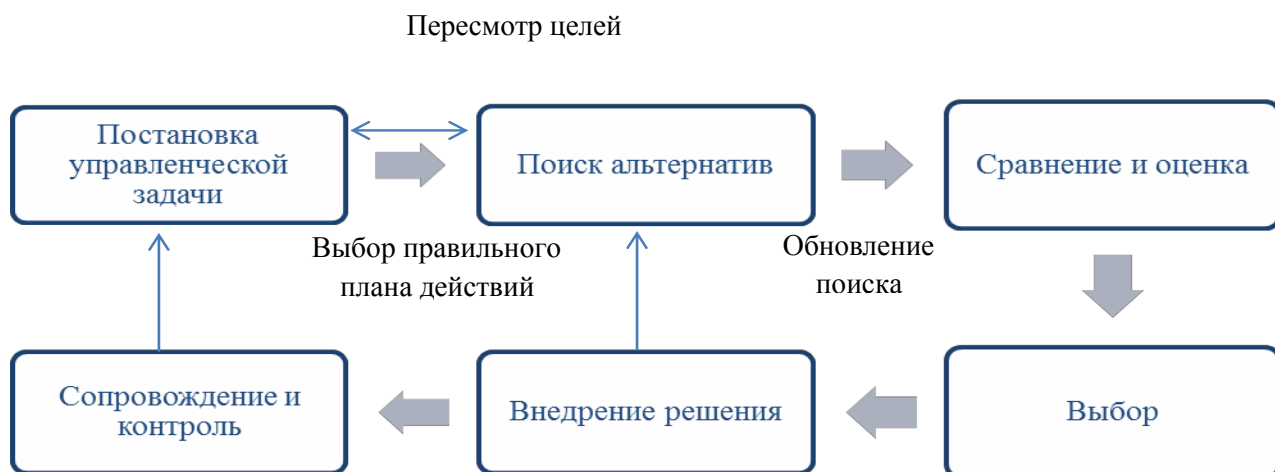 Пересмотр целей
Постановка
управленческой
задачи
Поиск альтернатив
Сравнение и оценка
Выбор правильного
плана действий
Обновление
поиска
Сопровождение и
контроль
Внедрение решения
Выбор